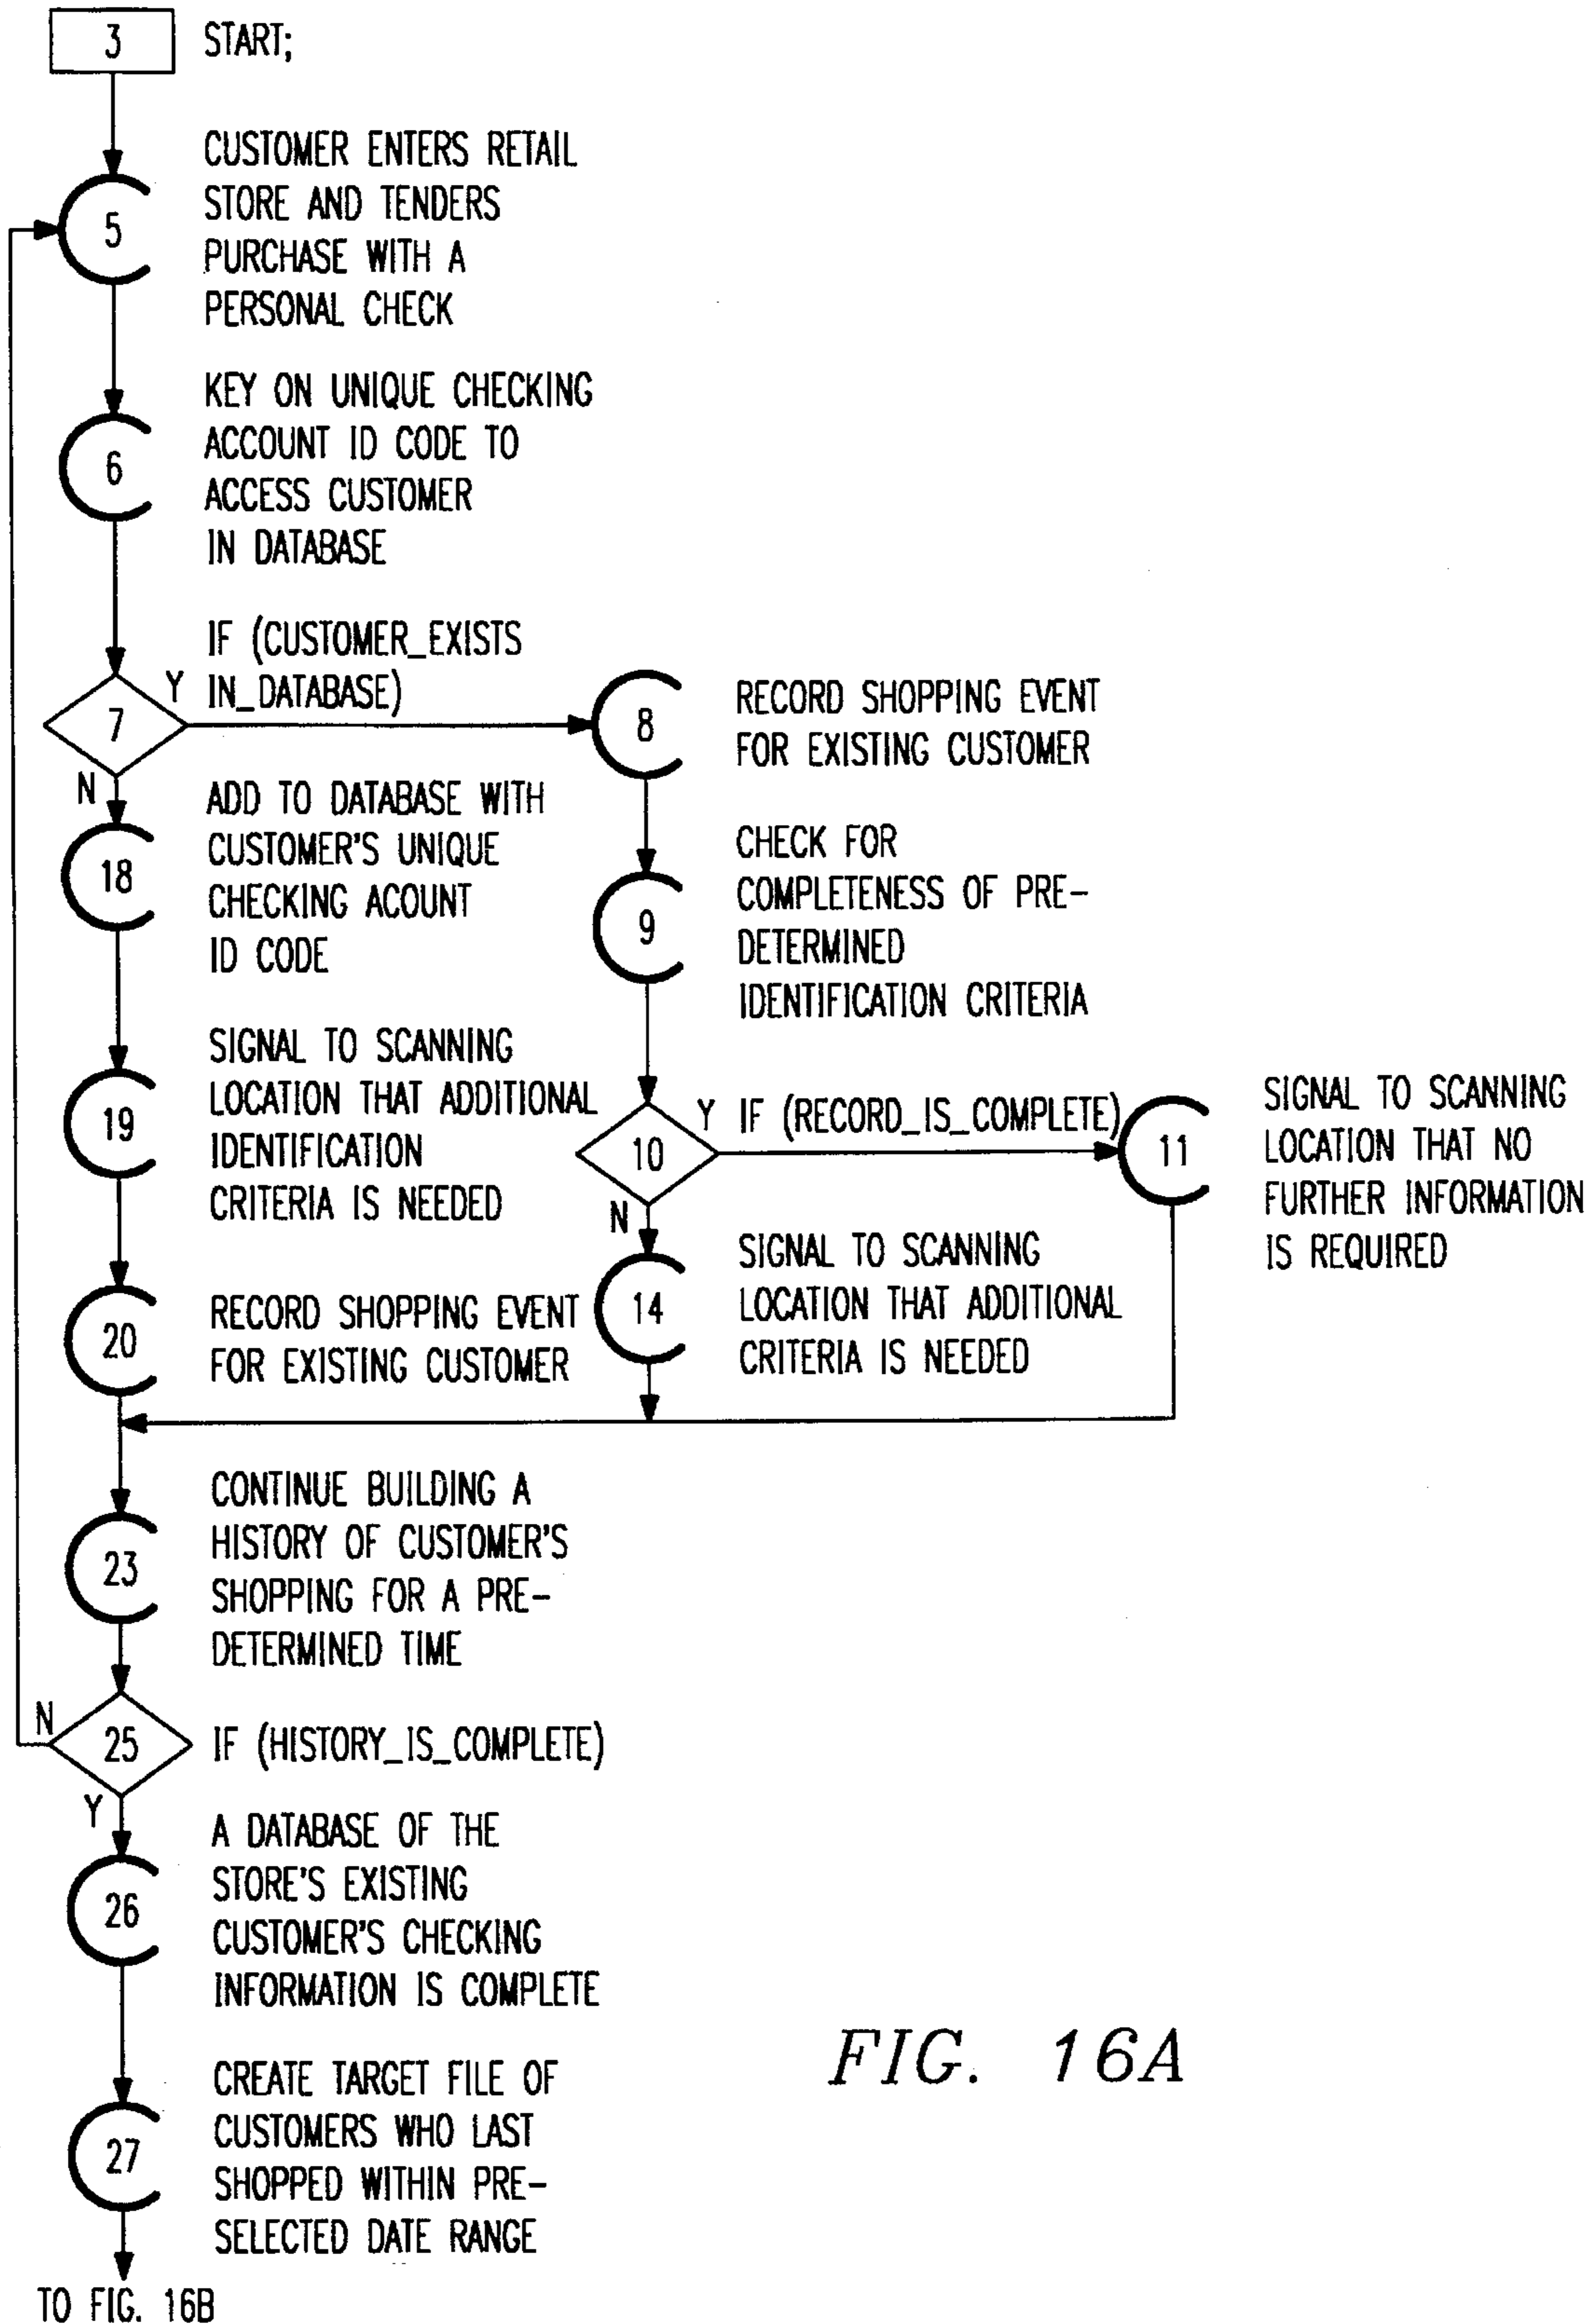 3 START;
CUSTOMER ENTERS RETAIL
STORE AND TENDERS
PURCHASE WITH A
PERSONAL CHECK
5
KEY ON UNIQUE CHECKING
ACCOUNT ID CODE TO
ACCESS CUSTOMER
IN DATABASE
6
IF (CUSTOMER_EXISTS
IN_DATABASE)
Y
7
N
8
RECORD SHOPPING EVENT
FOR EXISTING CUSTOMER
ADD TO DATABASE WITH
CUSTOMER'S UNIQUE
CHECKING ACOUNT
ID CODE
18
CHECK FOR
COMPLETENESS OF PRE-
DETERMINED
IDENTIFICATION CRITERIA
9
SIGNAL TO SCANNING
LOCATION THAT ADDITIONAL
IDENTIFICATION
CRITERIA IS NEEDED
19
Y IF (RECORD_IS_COMPLETE)
10
N
11
SIGNAL TO SCANNING
LOCATION THAT NO
FURTHER INFORMATION
IS REQUIRED
20
RECORD SHOPPING EVENT
FOR EXISTING CUSTOMER
14
SIGNAL TO SCANNING
LOCATION THAT ADDITIONAL
CRITERIA IS NEEDED
CONTINUE BUILDING A
HISTORY OF CUSTOMER'S
SHOPPING FOR A PRE-
DETERMINED TIME
23
N
25
IF (HISTORY_IS_COMPLETE)
Y
A DATABASE OF THE
STORE'S EXISTING
CUSTOMER'S CHECKING
INFORMATION IS COMPLETE
26
CREATE TARGET FILE OF
CUSTOMERS WHO LAST
SHOPPED WITHIN PRE-
SELECTED DATE RANGE
27
TO FIG. 16B
FIG. 16A